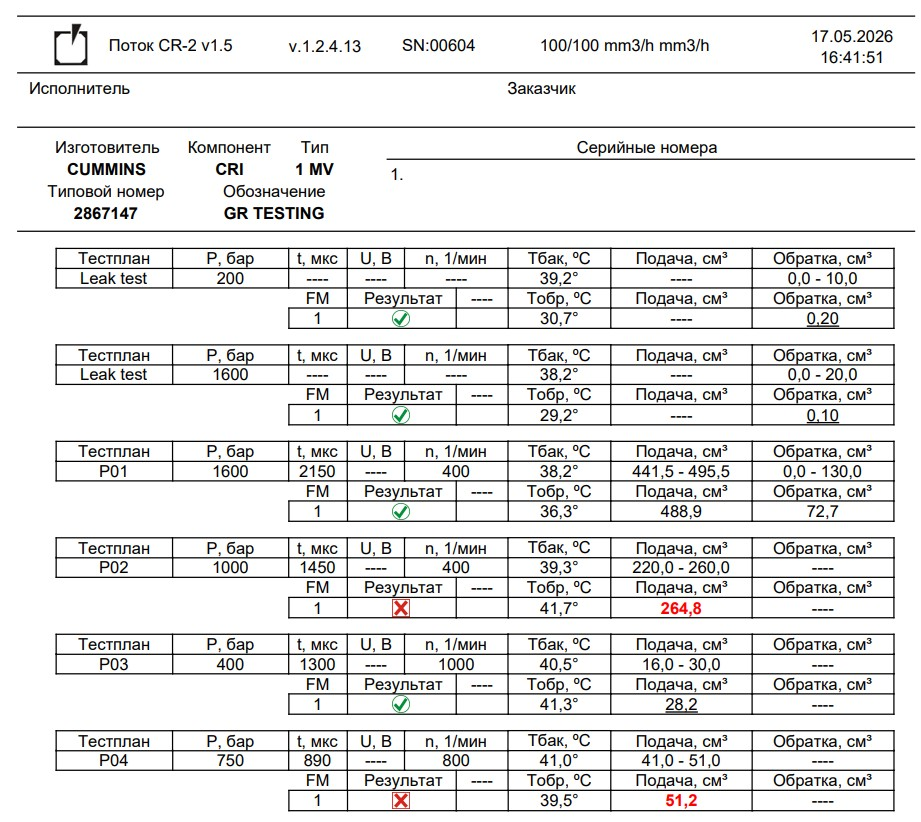 Поток CR-2 v1.5 v.1.2.4.13 SN:00604 100/100 mm3/h mm3/h 17.05.2026 16:41:51
Исполнитель Заказчик
Изготовитель Компонент Тип Серийные номера
CUMMINS CRI 1 MV 1.
Типовой номер Обозначение
2867147 GR TESTING
Тестплан P, бар t, мкс U, В n, 1/мин Тбак, ºC Подача, см³ Обратка, см³
Leak test 200 ---- ---- ---- 39,2° ---- 0,0 - 10,0
FM Результат ---- Тобр, ºC Подача, см³ Обратка, см³
1 30,7° ---- 0,20
Тестплан P, бар t, мкс U, В n, 1/мин Тбак, ºC Подача, см³ Обратка, см³
Leak test 1600 ---- ---- ---- 38,2° ---- 0,0 - 20,0
FM Результат ---- Тобр, ºC Подача, см³ Обратка, см³
1 29,2° ---- 0,10
Тестплан P, бар t, мкс U, В n, 1/мин Тбак, ºC Подача, см³ Обратка, см³
P01 1600 2150 ---- 400 38,2° 441,5 - 495,5 0,0 - 130,0
FM Результат ---- Тобр, ºC Подача, см³ Обратка, см³
1 36,3° 488,9 72,7
Тестплан P, бар t, мкс U, В n, 1/мин Тбак, ºC Подача, см³ Обратка, см³
P02 1000 1450 ---- 400 39,3° 220,0 - 260,0 ----
FM Результат ---- Тобр, ºC Подача, см³ Обратка, см³
1 41,7° 264,8 ----
Тестплан P, бар t, мкс U, В n, 1/мин Тбак, ºC Подача, см³ Обратка, см³
P03 400 1300 ---- 1000 40,5° 16,0 - 30,0 ----
FM Результат ---- Тобр, ºC Подача, см³ Обратка, см³
1 41,3° 28,2 ----
Тестплан P, бар t, мкс U, В n, 1/мин Тбак, ºC Подача, см³ Обратка, см³
P04 750 890 ---- 800 41,0° 41,0 - 51,0 ----
FM Результат ---- Тобр, ºC Подача, см³ Обратка, см³
1 39,5° 51,2 ----